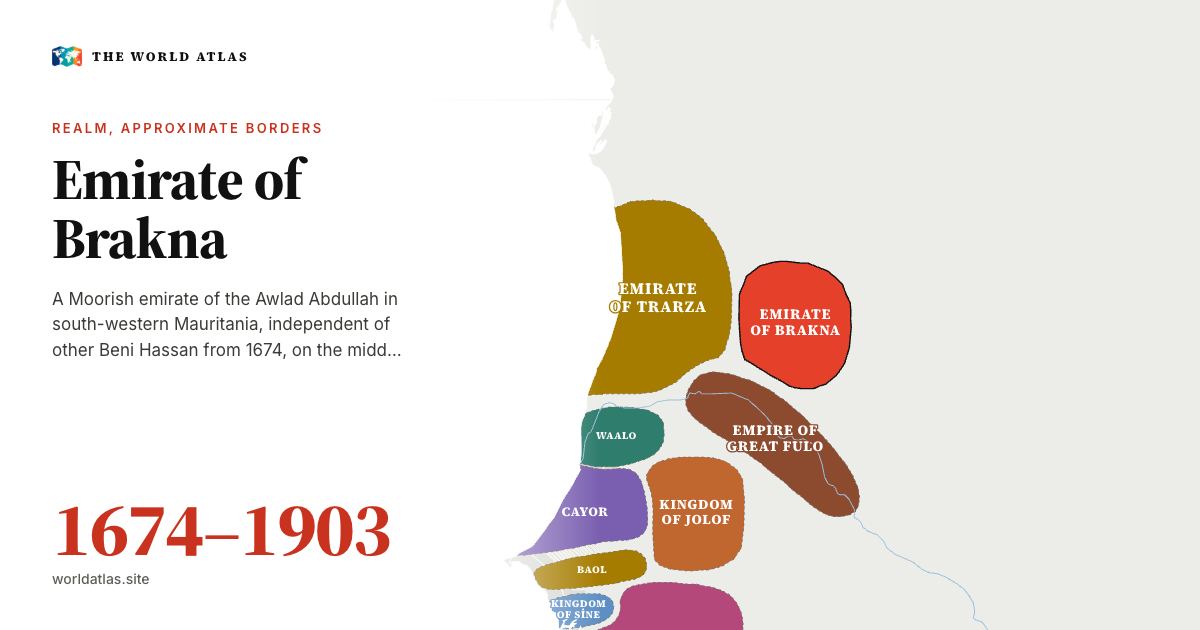 THE WORLD ATLAS
REALM, APPROXIMATE BORDERS
Emirate of
Brakna
A Moorish emirate of the Awlad Abdullah in
south-western Mauritania, independent of
other Beni Hassan from 1674, on the midd...
1674–1903
worldatlas.site
EMIRATE
OF TRARZA
EMIRATE
OF BRAKNA
EMPIRE OF
GREAT FULO
WAALO
CAYOR
KINGDOM
OF JOLOF
BAOL
KINGDOM
OF SINE